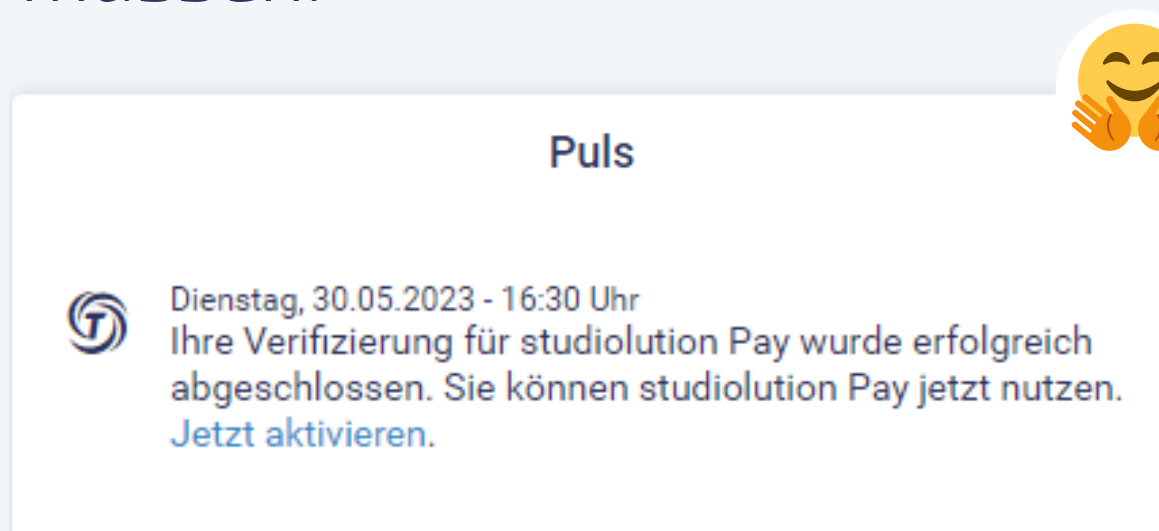 Puls
Dienstag, 30.05.2023 - 16:30 Uhr
Ihre Verifizierung für studiolution Pay wurde erfolgreich
abgeschlossen. Sie können studiolution Pay jetzt nutzen.
Jetzt aktivieren.